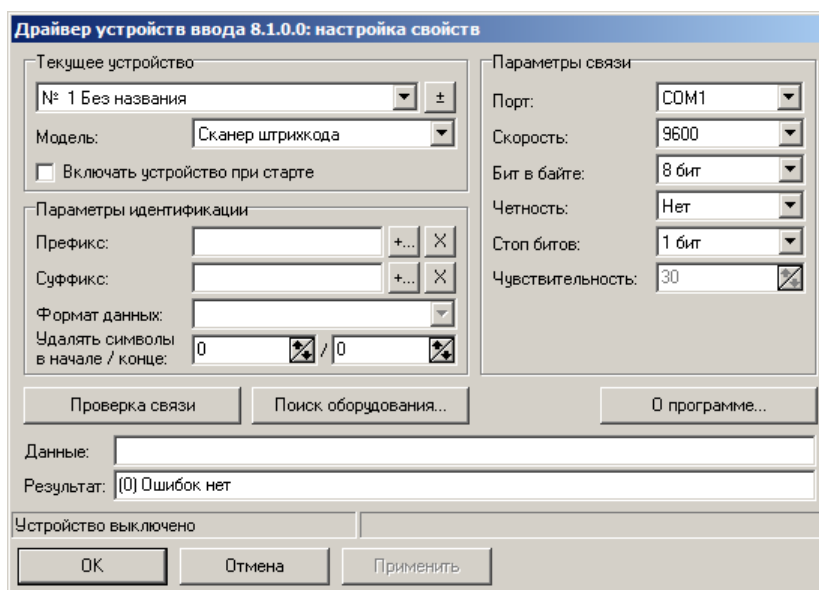 Драйвер устройств ввода 8.1.0.0: настройка свойств
Текущее устройство
№ 1 Без названия
±
Модель: Сканер штрихкода
Включать устройство при старте
Параметры идентификации
Префикс: +... X
Суффикс: +... X
Формат данных:
Удалять символы
в начале / конце: 0 / 0
Параметры связи
Порт: COM1
Скорость: 9600
Бит в байте: 8 бит
Четность: Нет
Стоп битов: 1 бит
Чувствительность: 30
Проверка связи Поиск оборудования... О программе...
Данные:
Результат: (0) Ошибок нет
Устройство выключено
ОК Отмена Применить